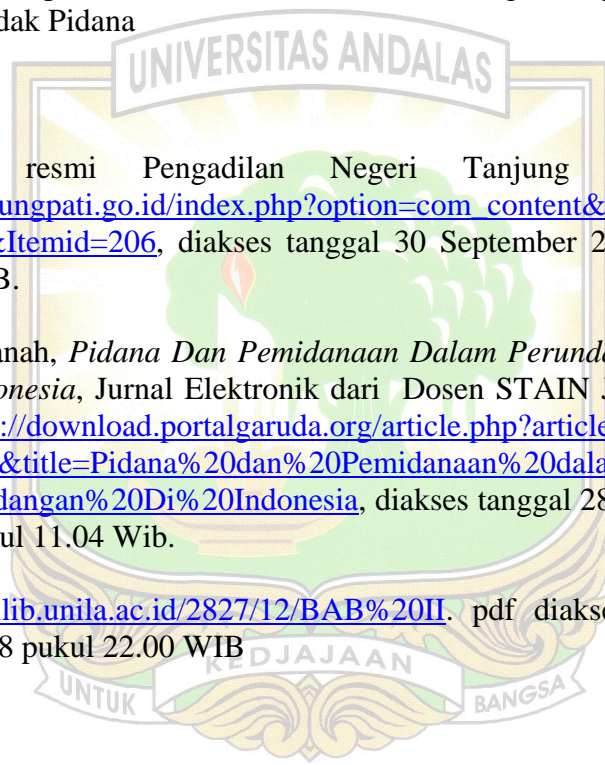 dak Pidana
UNIVERSITAS ANDALAS
resmi Pengadilan Negeri Tanjung
ungpati.go.id/index.php?option=com_content&
&Itemid=206, diakses tanggal 30 September 2
B.
anah, Pidana Dan Pemidanaan Dalam Perunda
onesia, Jurnal Elektronik dari Dosen STAIN J
://download.portalgaruda.org/article.php?article
&title=Pidana%20dan%20Pemidanaan%20dala
dangan%20Di%20Indonesia, diakses tanggal 28
ul 11.04 Wib.
lib.unila.ac.id/2827/12/BAB%20II. pdf diakse
8 pukul 22.00 WIB
KEDJAJAAN
UNTUK BANGSA